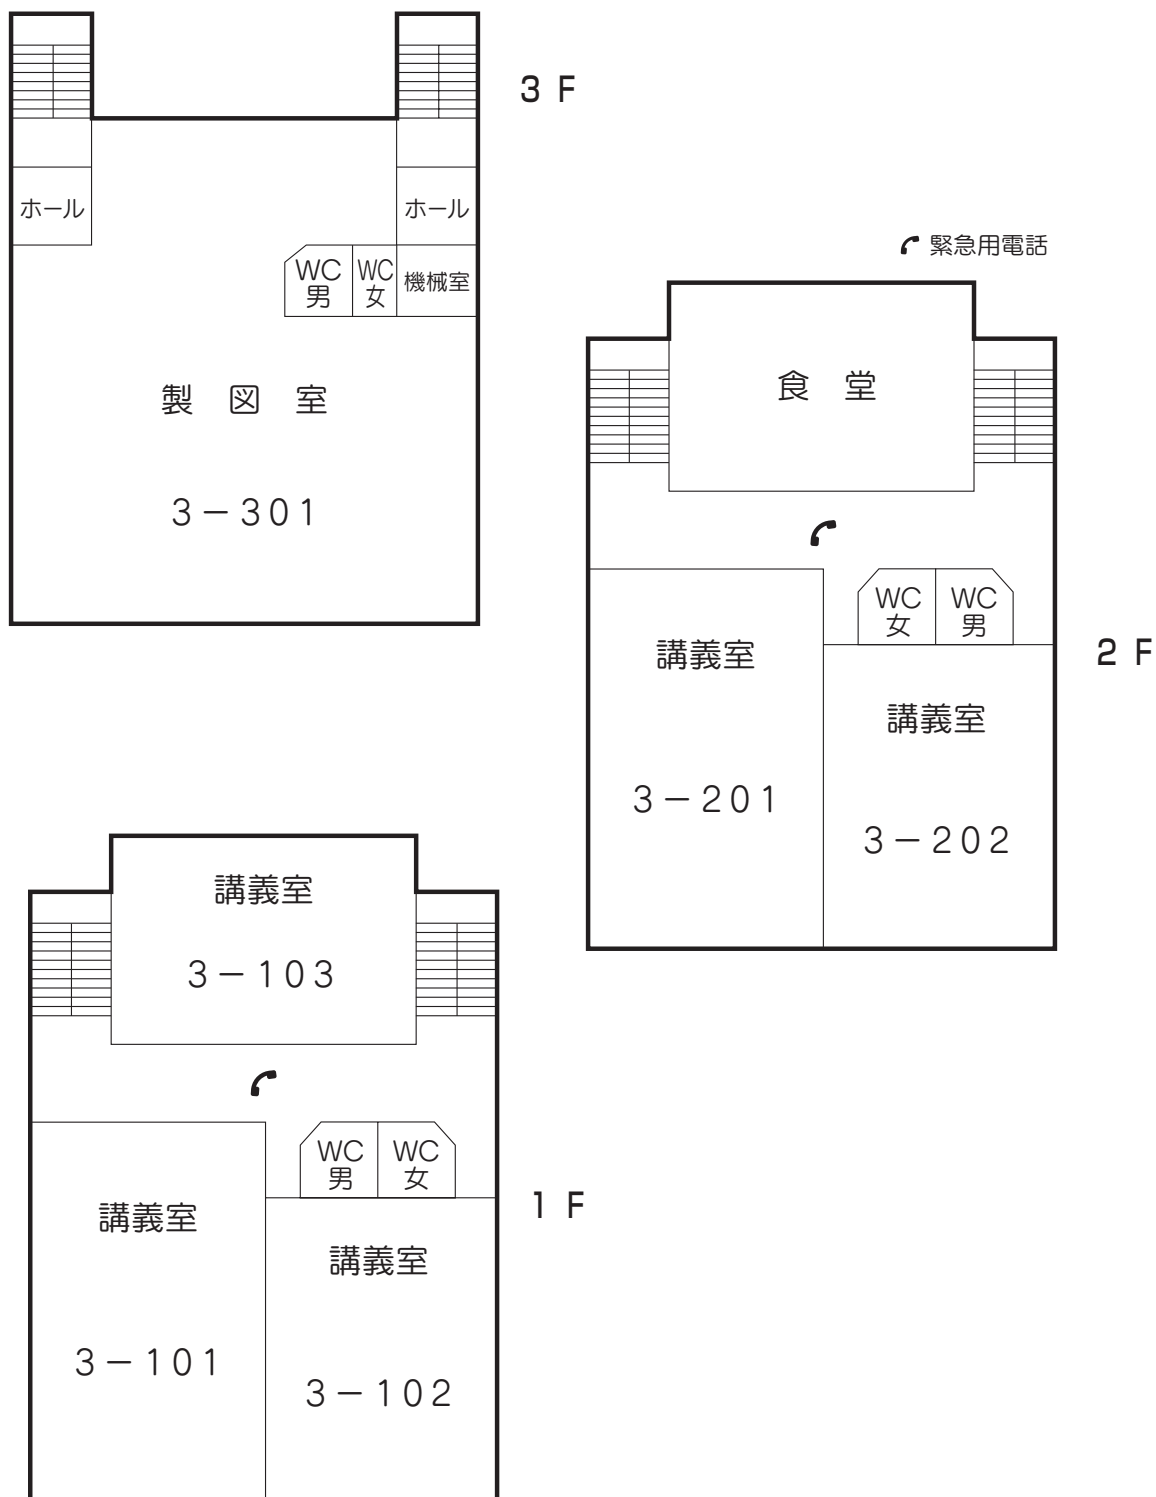 3 F
ホール
ホール
WC
男
WC
女
機械室
製 図 室
3－301
緊急用電話
食 堂
WC
女
WC
男
講義室
3－201
講義室
3－202
2 F
講義室
3－103
WC
男
WC
女
講義室
3－101
講義室
3－102
1 F